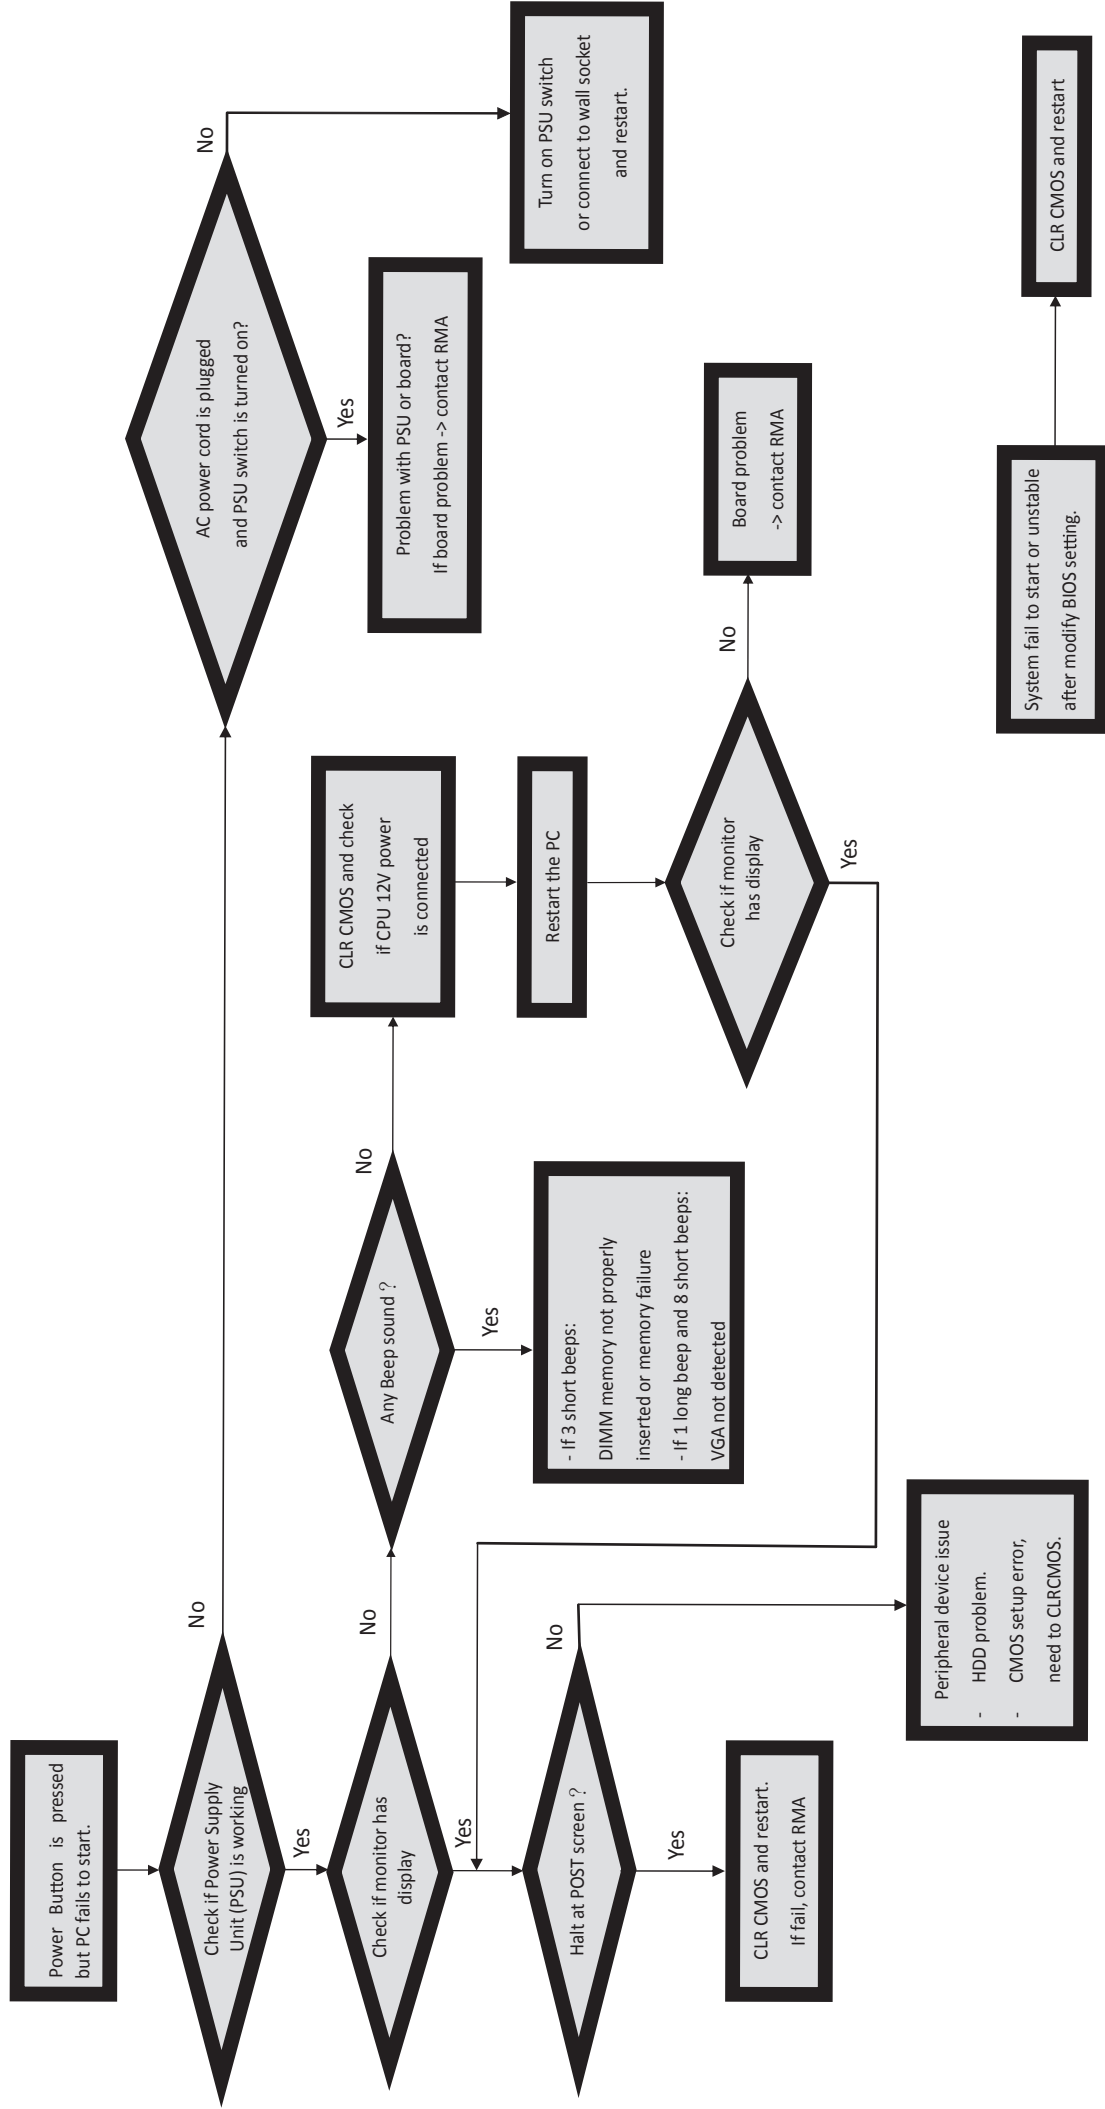 Power Button is pressed
but PC fails to start.
Check if Power Supply
Unit (PSU) is working
No
Yes
AC power cord is plugged
and PSU switch is turned on?
No
Yes
Turn on PSU switch
or connect to wall socket
and restart.
Problem with PSU or board?
If board problem -> contact RMA
Check if monitor has
display
No
Yes
Any Beep sound ?
No
Yes
- If 3 short beeps:
DIMM memory not properly
inserted or memory failure
- If 1 long beep and 8 short beeps:
VGA not detected
CLR CMOS and check
if CPU 12V power
is connected
Restart the PC
Check if monitor
has display
No
Yes
Board problem
-> contact RMA
Halt at POST screen ?
No
Yes
CLR CMOS and restart.
If fail, contact RMA
Peripheral device issue
- HDD problem.
- CMOS setup error,
need to CLRCMOS.
System fail to start or unstable
after modify BIOS setting.
CLR CMOS and restart